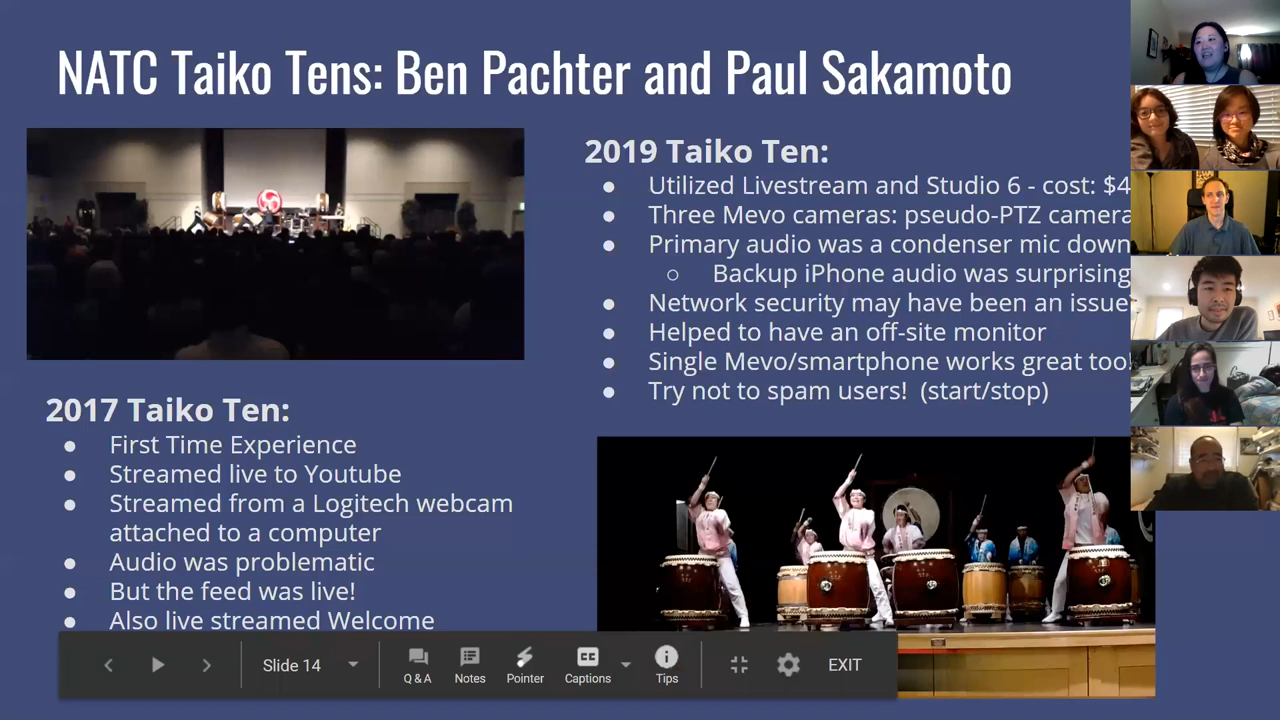 NATC Taiko Tens: Ben Pachter and Paul Sakamoto
2019 Taiko Ten:
● Utilized Livestream and Studio 6 - cost: $4
● Three Mevo cameras: pseudo-PTZ camera
● Primary audio was a condenser mic down
○ Backup iPhone audio was surprising
● Network security may have been an issue
● Helped to have an off-site monitor
● Single Mevo/smartphone works great too
● Try not to spam users! (start/stop)
2017 Taiko Ten:
● First Time Experience
● Streamed live to Youtube
● Streamed from a Logitech webcam
attached to a computer
● Audio was problematic
● But the feed was live!
● Also live streamed Welcome
Slide 14
Q & A
Notes
Pointer
CC
Captions
Tips
EXIT